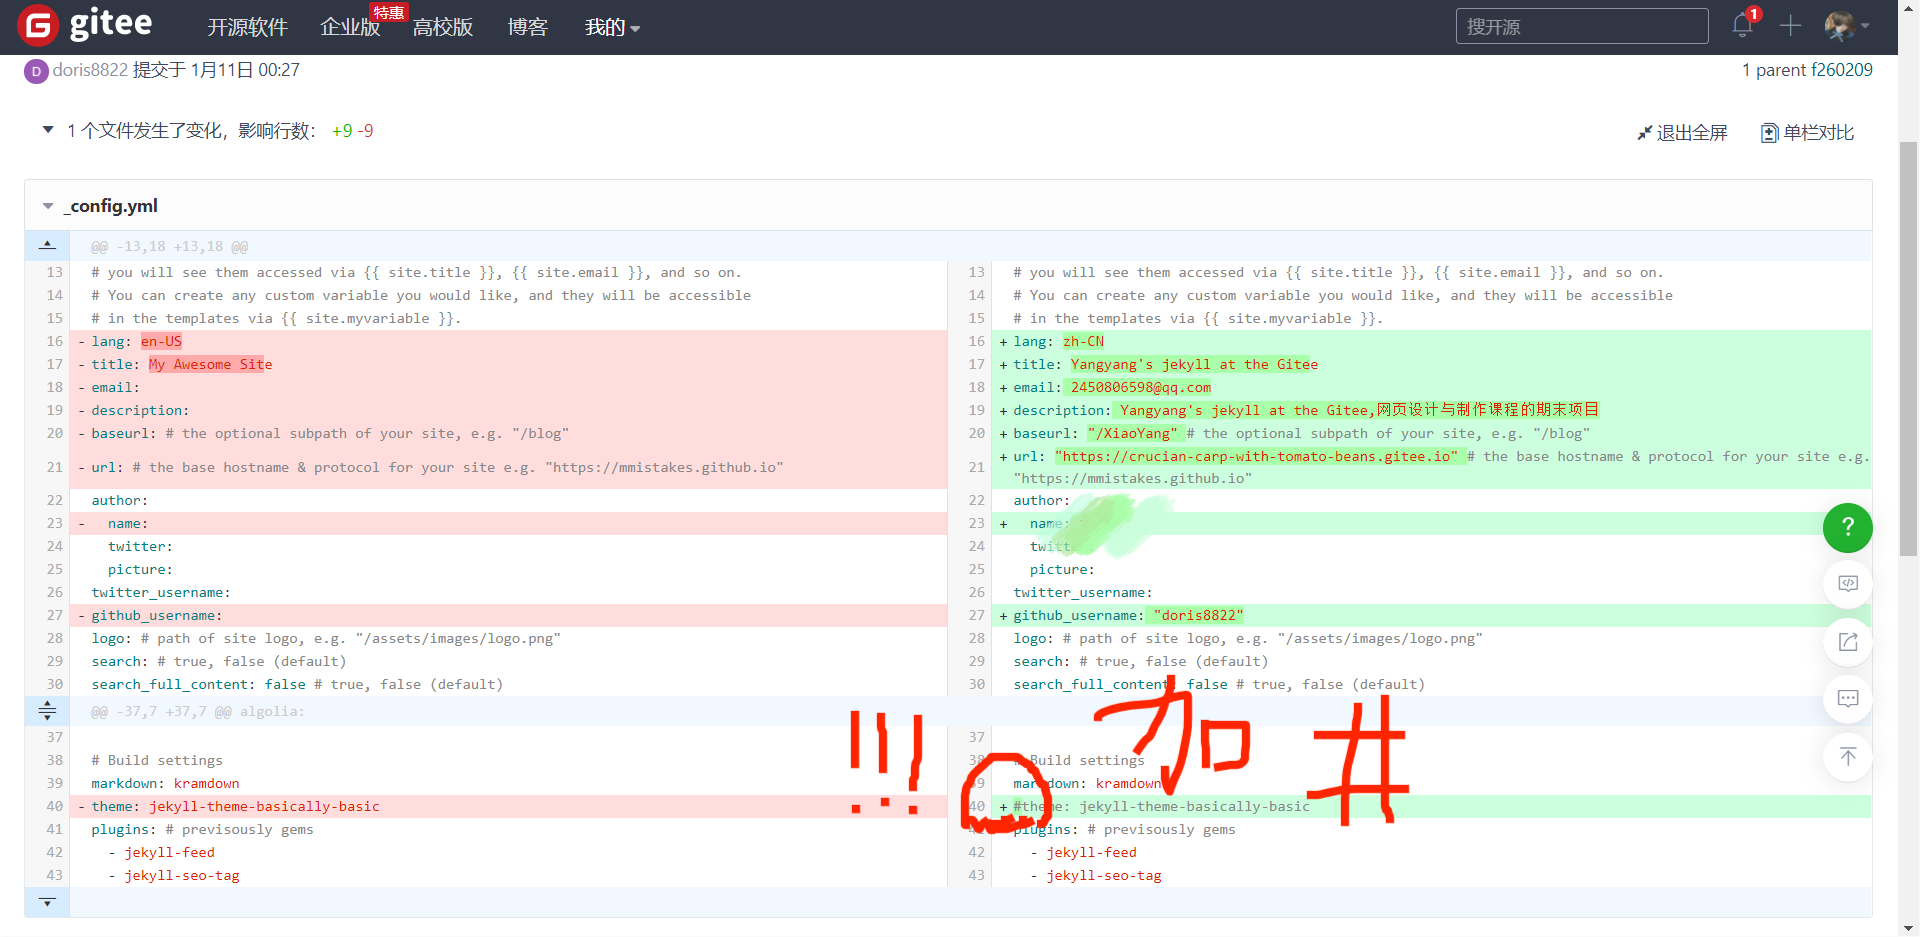 gitee
开源软件 企业版 特惠 高校版 博客 我的
搜开源
1
D doris8822 提交于 1月11日 00:27
1 parent f260209
1 个文件发生了变化，影响行数： +9 -9
退出全屏 单栏对比
_config.yml
@@ -13,18 +13,18 @@
13 # you will see them accessed via {{ site.title }}, {{ site.email }}, and so on.
14 # You can create any custom variable you would like, and they will be accessible
15 # in the templates via {{ site.myvariable }}.
16 - lang: en-US
17 - title: My Awesome Site
18 - email:
19 - description:
20 - baseurl: # the optional subpath of your site, e.g. "/blog"
21 - url: # the base hostname & protocol for your site e.g. "https://mmistakes.github.io"
22 author:
23 - name:
24 twitter:
25 picture:
26 twitter_username:
27 - github_username:
28 logo: # path of site logo, e.g. "/assets/images/logo.png"
29 search: # true, false (default)
30 search_full_content: false # true, false (default)
@@ -37,7 +37,7 @@ algolia:
37
38 # Build settings
39 markdown: kramdown
40 - theme: jekyll-theme-basically-basic
41 plugins: # previsously gems
42 - jekyll-feed
43 - jekyll-seo-tag
13 # you will see them accessed via {{ site.title }}, {{ site.email }}, and so on.
14 # You can create any custom variable you would like, and they will be accessible
15 # in the templates via {{ site.myvariable }}.
16 + lang: zh-CN
17 + title: Yangyang's jekyll at the Gitee
18 + email: 2450806598@qq.com
19 + description: Yangyang's jekyll at the Gitee,网页设计与制作课程的期末项目
20 + baseurl: "/XiaoYang" # the optional subpath of your site, e.g. "/blog"
21 + url: "https://crucian-carp-with-tomato-beans.gitee.io" # the base hostname & protocol for your site e.g.
"https://mmistakes.github.io"
22 author:
23 + name:
24 twitt
25 picture:
26 twitter_username:
27 + github_username: "doris8822"
28 logo: # path of site logo, e.g. "/assets/images/logo.png"
29 search: # true, false (default)
30 search_full_content: false # true, false (default)
37
38 # Build settings
39 markdown: kramdown
40 + #theme: jekyll-theme-basically-basic
41 plugins: # previsously gems
42 - jekyll-feed
43 - jekyll-seo-tag
!!! 加 #
?